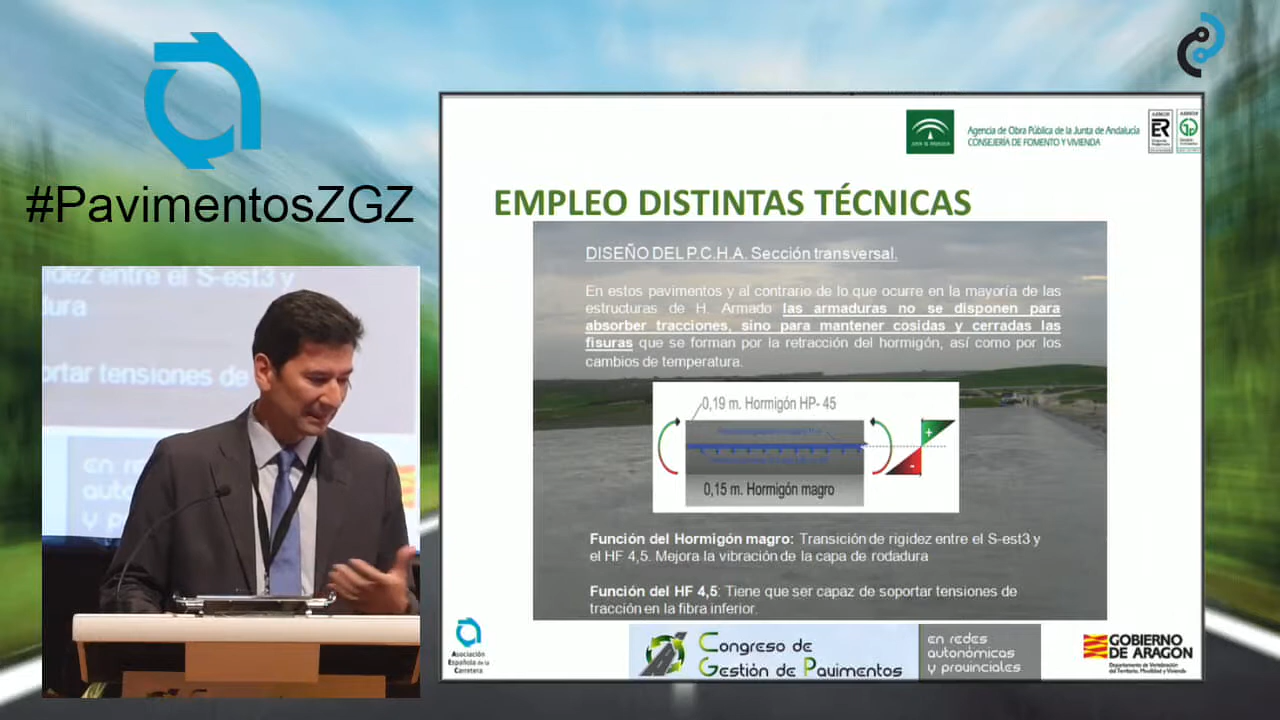 #PavimentosZGZ
idez entre el S-est3 y
dura
ortar tensiones de
en re
auto
y pro
JUNTA DE ANDALUCIA
Agencia de Obra Pública de la Junta de Andalucía
CONSEJERÍA DE FOMENTO Y VIVIENDA
ER
EMPLEO DISTINTAS TÉCNICAS
DISEÑO DEL P.C.H.A. Sección transversal.
En estos pavimentos y al contrario de lo que ocurre en la mayoría de las
estructuras de H. Armado las armaduras no se disponen para
absorber tracciones, sino para mantener cosidas y cerradas las
fisuras que se forman por la retracción del hormigón, así como por los
cambios de temperatura.
0,19 m. Hormigón HP- 45
+
-
0,15 m. Hormigón magro
Función del Hormigón magro: Transición de rigidez entre el S-est3 y
el HF 4,5. Mejora la vibración de la capa de rodadura
Función del HF 4,5: Tiene que ser capaz de soportar tensiones de
tracción en la fibra inferior.
Asociación
Española de la
Carretera
Congreso de
Gestión de Pavimentos
en redes
autonómicas
y provinciales
GOBIERNO
DE ARAGON
Departamento de Vertebración
del Territorio, Movilidad y Vivienda